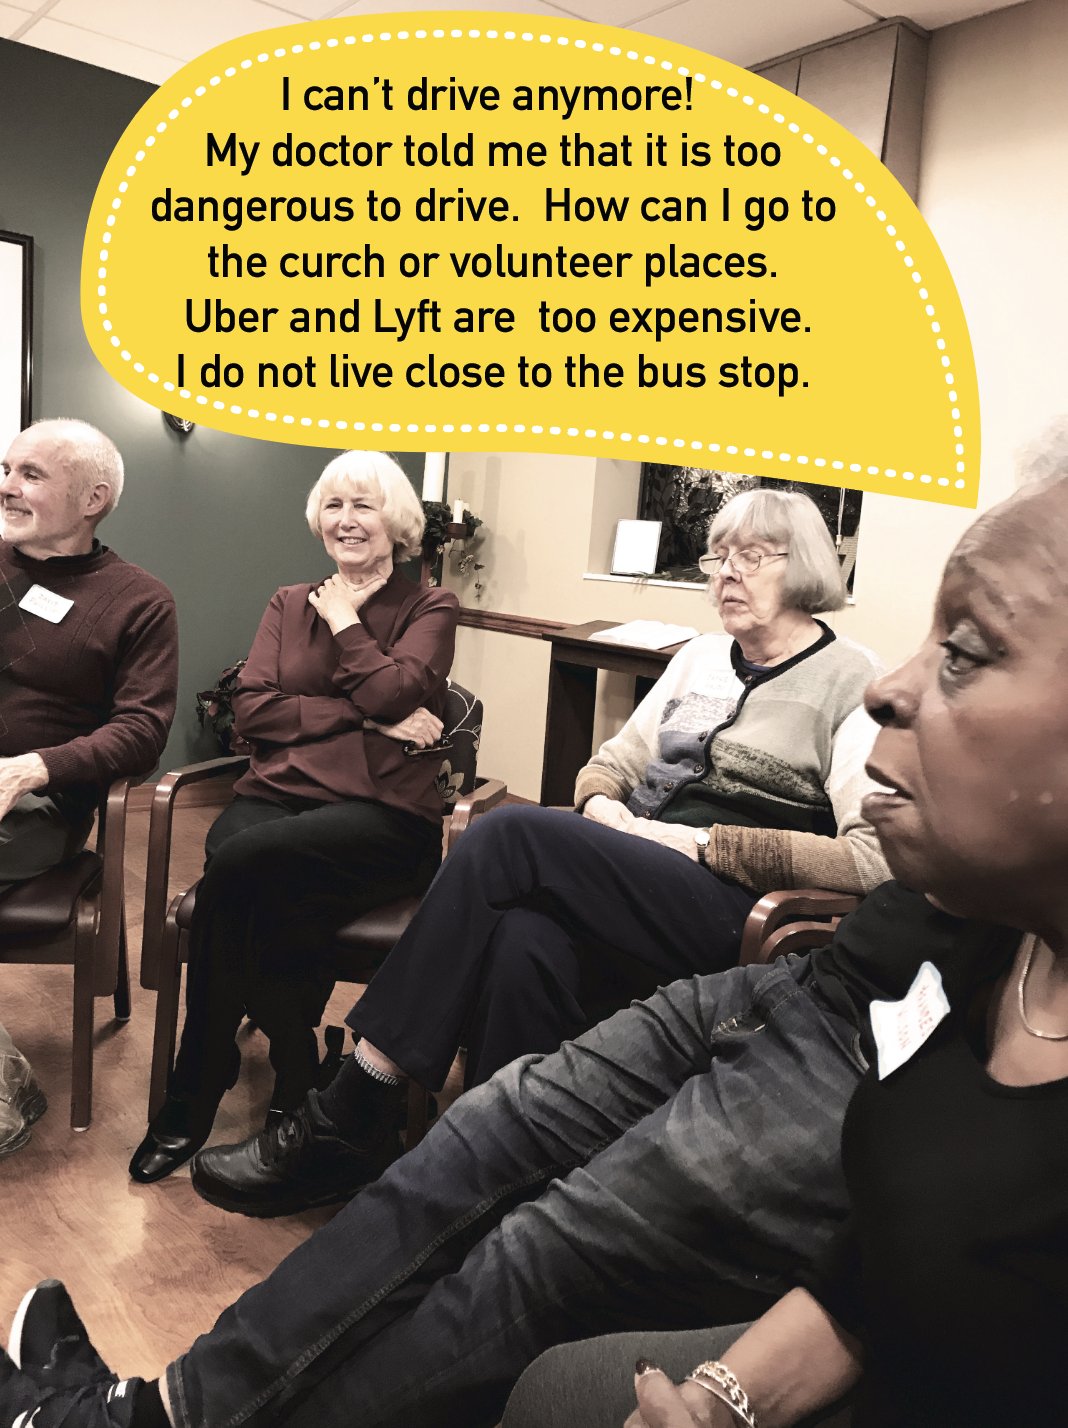 I can't drive anymore!
My doctor told me that it is too
dangerous to drive.  How can I go to
the curch or volunteer places.
Uber and Lyft are  too expensive.
I do not live close to the bus stop.